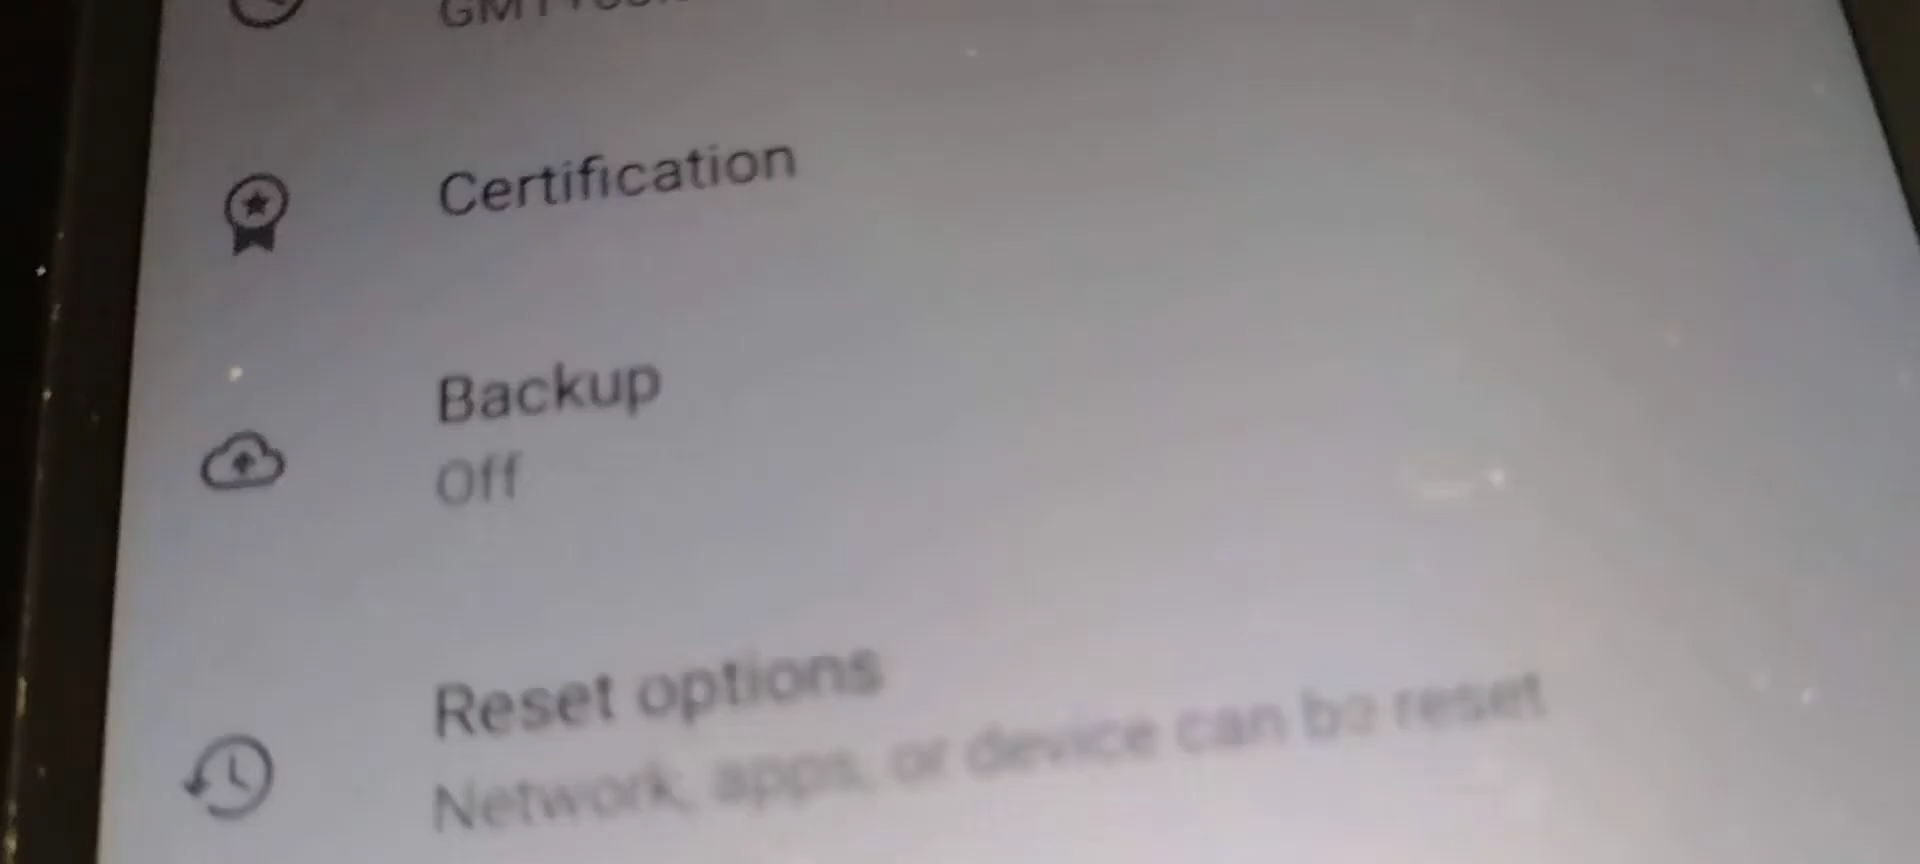 Certification
Backup
Off
Reset options
Network, apps, or device can be reset